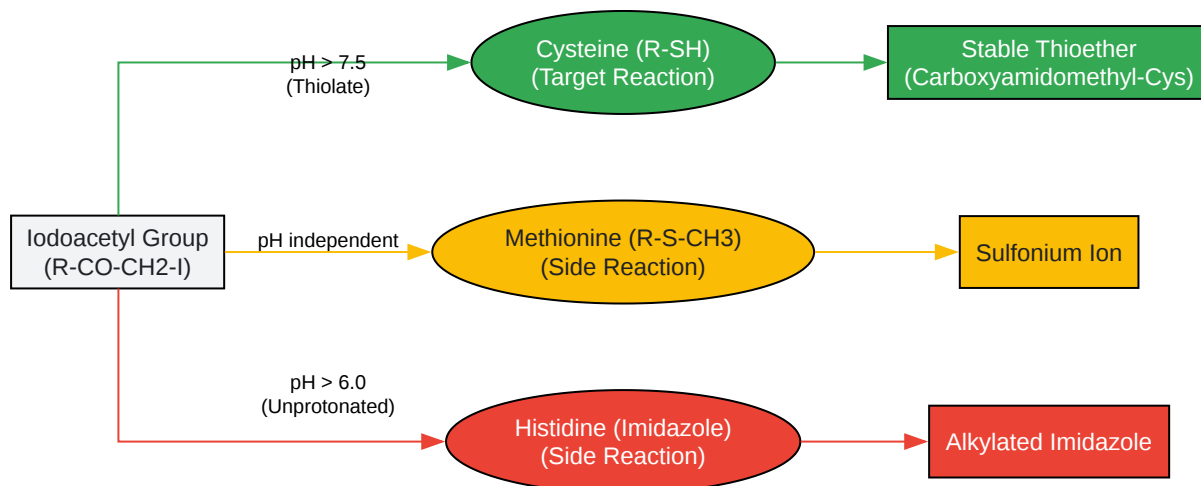 pH > 7.5
(Thiolate)
Cysteine (R-SH)
(Target Reaction)
Stable Thioether
(Carboxyamidomethyl-Cys)
Iodoacetyl Group
(R-CO-CH2-I)
pH independent
Methionine (R-S-CH3)
(Side Reaction)
Sulfonium Ion
pH > 6.0
(Unprotonated)
Histidine (Imidazole)
(Side Reaction)
Alkylated Imidazole